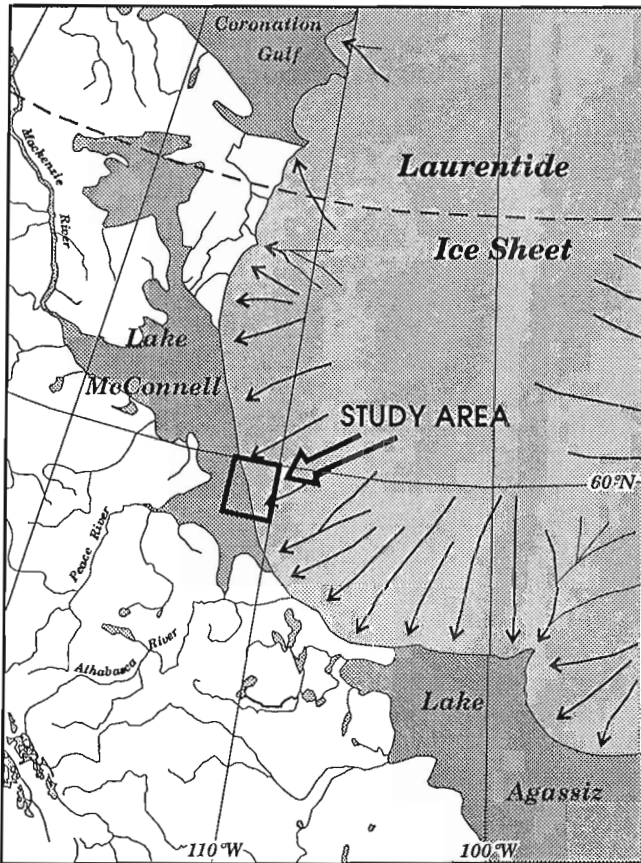 Coronation
Gulf
Laurentide
Mackenzie
River
Ice Sheet
Lake
McConnell
STUDY AREA
60°N
Peace River
Athabasca River
Lake
Agassiz
110°W
100°W